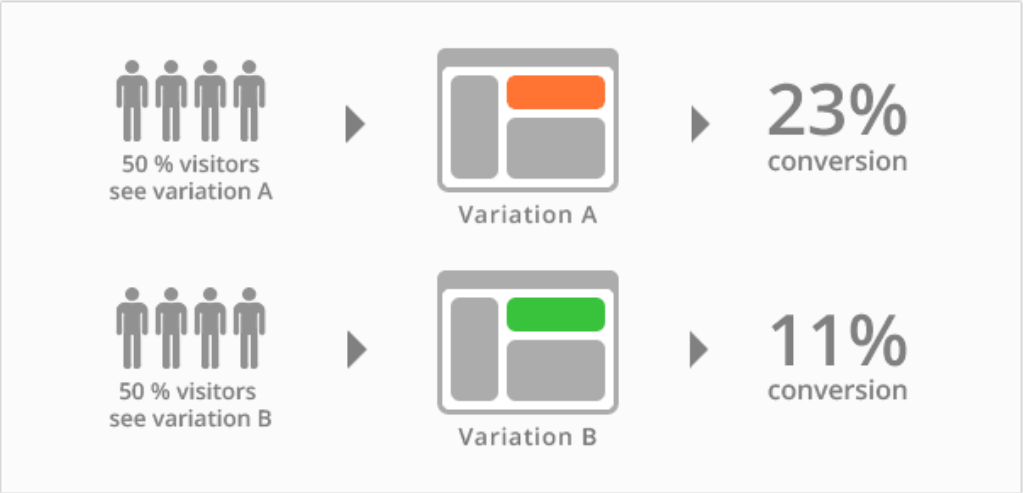 50 % visitors
see variation A
Variation A
23%
conversion
50 % visitors
see variation B
Variation B
11%
conversion